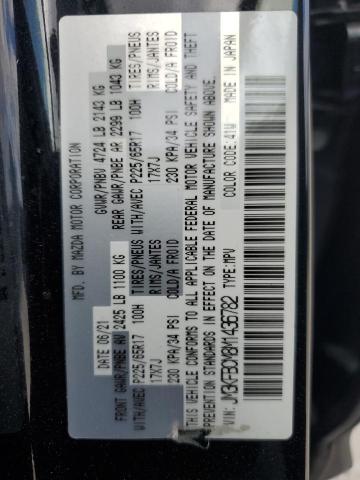 MFD. BY MAZDA MOTOR CORPORATION
DATE 06/21 GVWR/PNBV 4724 LB 2143 KG
FRONT GAWR/PNBE AV 2425 LB 1100 KG REAR GAWR/PNBE AR 2299 LB 1043 KG
WITH/AVEC P225/65R17 100H TIRES/PNEUS WITH/AVEC P225/65R17 100H TIRES/PNEUS
17X7J RIMS/JANTES 17X7J RIMS/JANTES
230 KPA/34 PSI COLD/A FROID 230 KPA/34 PSI COLD/A FROID
THIS VEHICLE CONFORMS TO ALL APPLICABLE FEDERAL MOTOR VEHICLE SAFETY AND THEFT
PREVENTION STANDARDS IN EFFECT ON THE DATE OF MANUFACTURE SHOWN ABOVE.
VIN: TYPE: MPV COLOR CODE: 41W MADE IN JAPAN